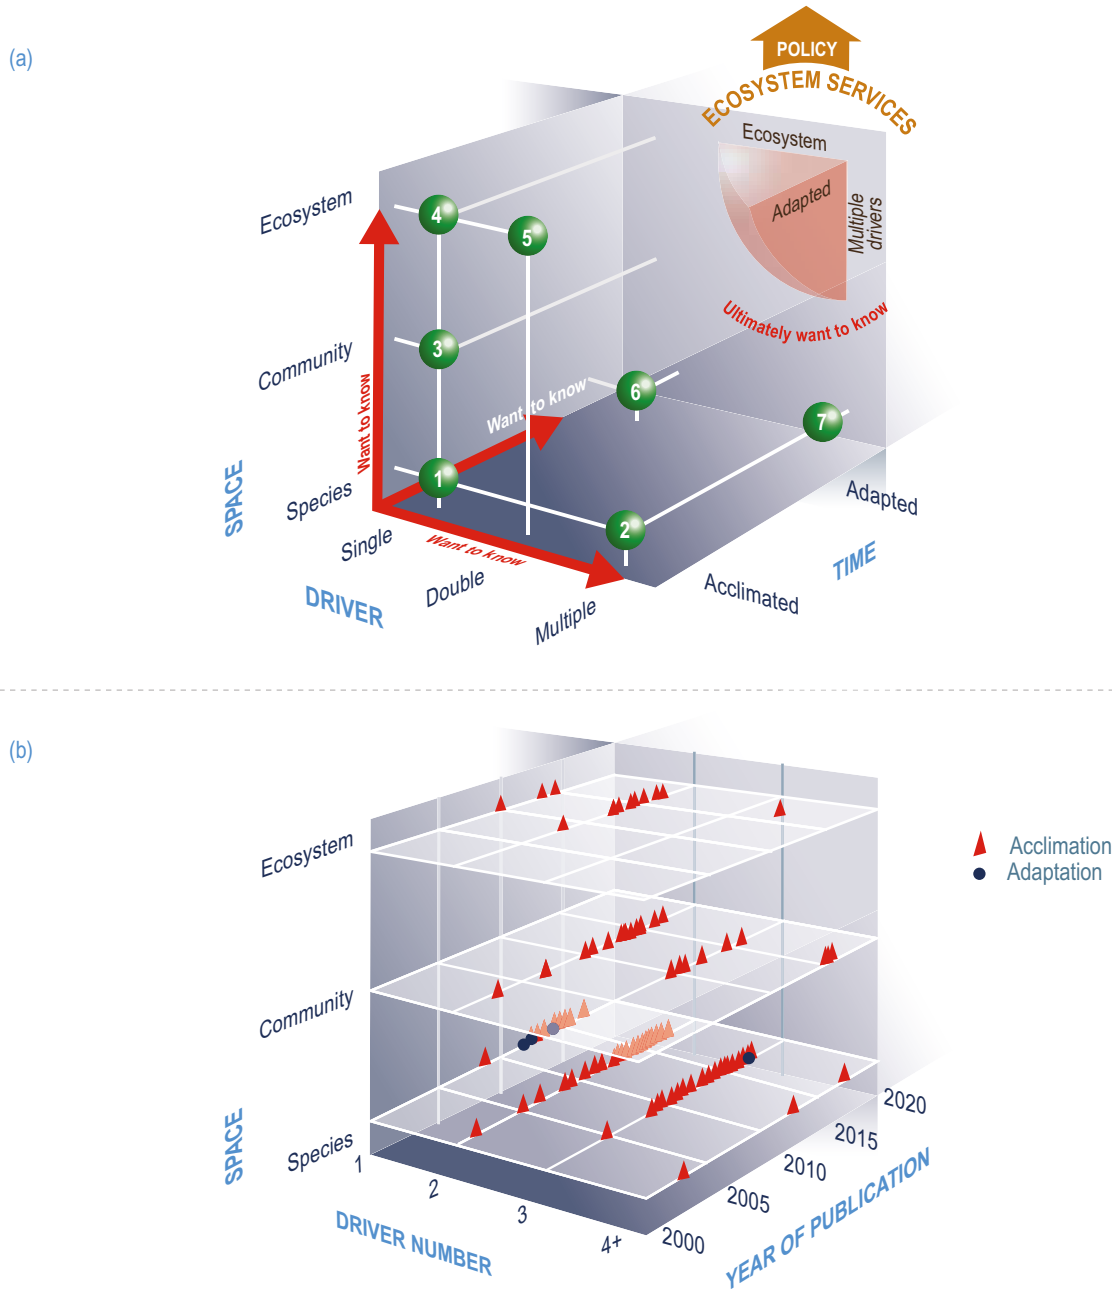 (a)
POLICY
ECOSYSTEM SERVICES
Ecosystem
Adapted
Multiple
drivers
Ultimately want to know
Ecosystem
4
5
Community
3
Want to know
Want to know
6
7
SPACE
Species
1
2
Single
Want to know
Double
Multiple
DRIVER
Acclimated
Adapted
TIME
(b)
Ecosystem
Acclimation
Adaptation
Community
SPACE
Species
1
2
3
4+
DRIVER NUMBER
2000
2005
2010
2015
2020
YEAR OF PUBLICATION